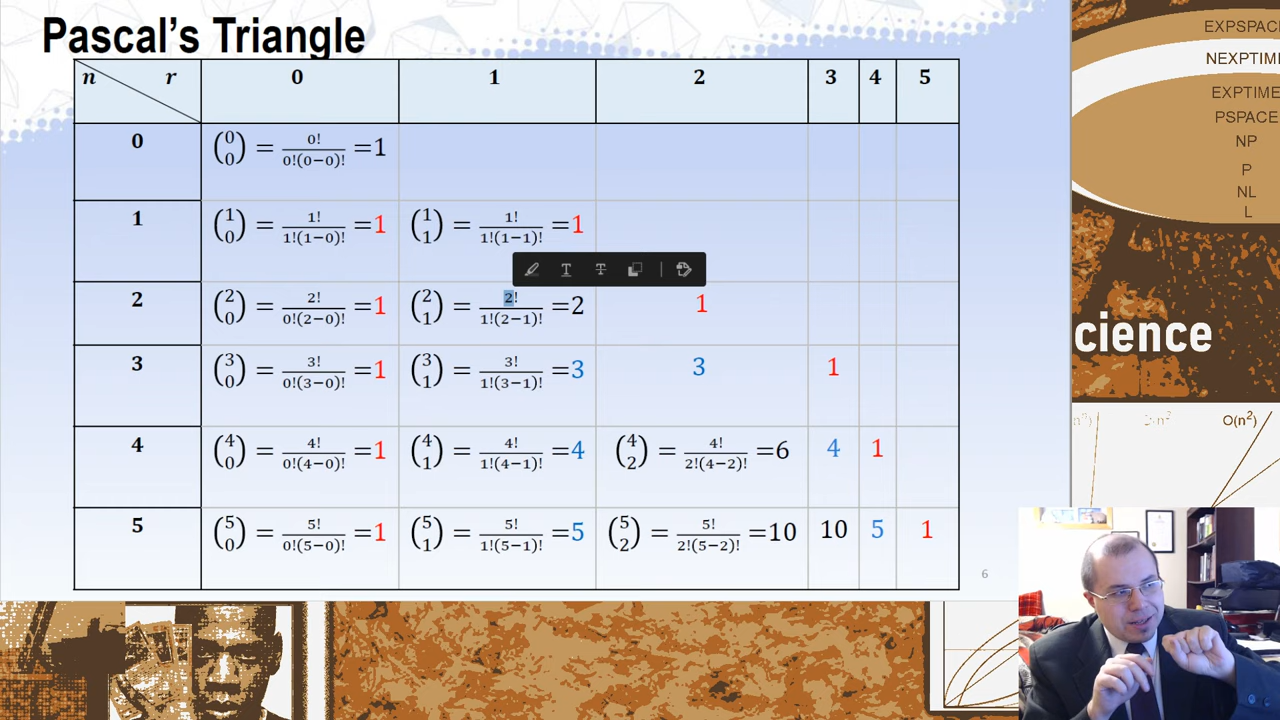 Pascal's Triangle
n r 0 1 2 3 4 5
0 (0 0) = 0!/0!(0−0)! =1
1 (1 0) = 1!/1!(1−0)! =1 (1 1) = 1!/1!(1−1)! =1
2 (2 0) = 2!/0!(2−0)! =1 (2 1) = 2!/1!(2−1)! =2 1
3 (3 0) = 3!/0!(3−0)! =1 (3 1) = 3!/1!(3−1)! =3 3 1
4 (4 0) = 4!/0!(4−0)! =1 (4 1) = 4!/1!(4−1)! =4 (4 2) = 4!/2!(4−2)! =6 4 1
5 (5 0) = 5!/0!(5−0)! =1 (5 1) = 5!/1!(5−1)! =5 (5 2) = 5!/2!(5−2)! =10 10 5 1
6
EXPSPAC
NEXPTIM
EXPTIME
PSPACE
NP
P
NL
L
cience
O(n²)